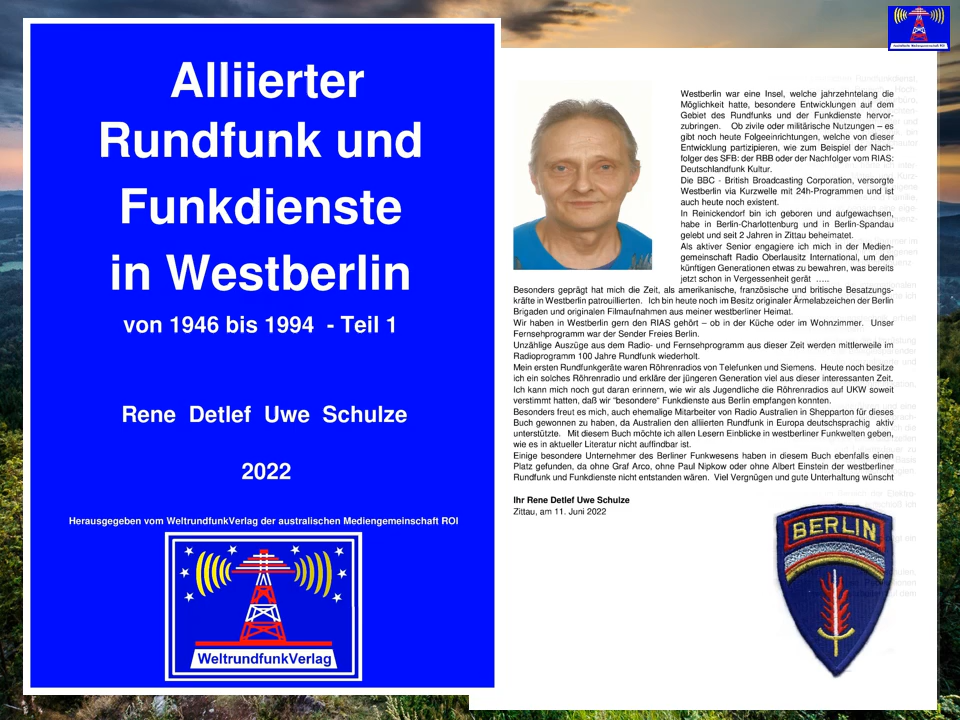 Alliierter
Rundfunk und
Funkdienste
in Westberlin
von 1946 bis 1994 - Teil 1
Rene Detlef Uwe Schulze
2022
Herausgegeben vom WeltrundfunkVerlag der australischen Mediengemeinschaft ROI
WeltrundfunkVerlag
Westberlin war eine Insel, welche jahrzehntelang die
Möglichkeit hatte, besondere Entwicklungen auf dem
Gebiet des Rundfunks und der Funkdienste hervor-
zubringen. Ob zivile oder militärische Nutzungen – es
gibt noch heute Folgeeinrichtungen, welche von dieser
Entwicklung partizipieren, wie zum Beispiel der Nach-
folger des SFB: der RBB oder der Nachfolger vom RIAS:
Deutschlandfunk Kultur.
Die BBC - British Broadcasting Corporation, versorgte
Westberlin via Kurzwelle mit 24h-Programmen und ist
auch heute noch existent.
In Reinickendorf bin ich geboren und aufgewachsen,
habe in Berlin-Charlottenburg und in Berlin-Spandau
gelebt und seit 2 Jahren in Zittau beheimatet.
Als aktiver Senior engagiere ich mich in der Medien-
gemeinschaft Radio Oberlausitz International, um den
künftigen Generationen etwas zu bewahren, was bereits
jetzt schon in Vergessenheit gerät …..
Besonders geprägt hat mich die Zeit, als amerikanische, französische und britische Besatzungs-
kräfte in Westberlin patrouillierten. Ich bin heute noch im Besitz originaler Ärmelabzeichen der Berlin
Brigaden und originalen Filmaufnahmen aus meiner westberliner Heimat.
Wir haben in Westberlin gern den RIAS gehört – ob in der Küche oder im Wohnzimmer. Unser
Fernsehprogramm war der Sender Freies Berlin.
Unzählige Auszüge aus dem Radio- und Fernsehprogramm aus dieser Zeit werden mittlerweile im
Radioprogramm 100 Jahre Rundfunk wiederholt.
Mein ersten Rundfunkgeräte waren Röhrenradios von Telefunken und Siemens. Heute noch besitze
ich ein solches Röhrenradio und erkläre der jüngeren Generation viel aus dieser interessanten Zeit.
Ich kann mich noch gut daran erinnern, wie wir als Jugendliche die Röhrenradios auf UKW soweit
verstimmt hatten, daß wir "besondere" Funkdienste aus Berlin empfangen konnten.
Besonders freut es mich, auch ehemalige Mitarbeiter von Radio Australien in Shepparton für dieses
Buch gewonnen zu haben, da Australien den alliierten Rundfunk in Europa deutschsprachig aktiv
unterstützte. Mit diesem Buch möchte ich allen Lesern Einblicke in westberliner Funkwelten geben,
wie es in aktueller Literatur nicht auffindbar ist.
Einige besondere Unternehmer des Berliner Funkwesens haben in diesem Buch ebenfalls einen
Platz gefunden, da ohne Graf Arco, ohne Paul Nipkow oder ohne Albert Einstein der westberliner
Rundfunk und Funkdienste nicht entstanden wären. Viel Vergnügen und gute Unterhaltung wünscht
Ihr Rene Detlef Uwe Schulze
Zittau, am 11. Juni 2022
BERLIN